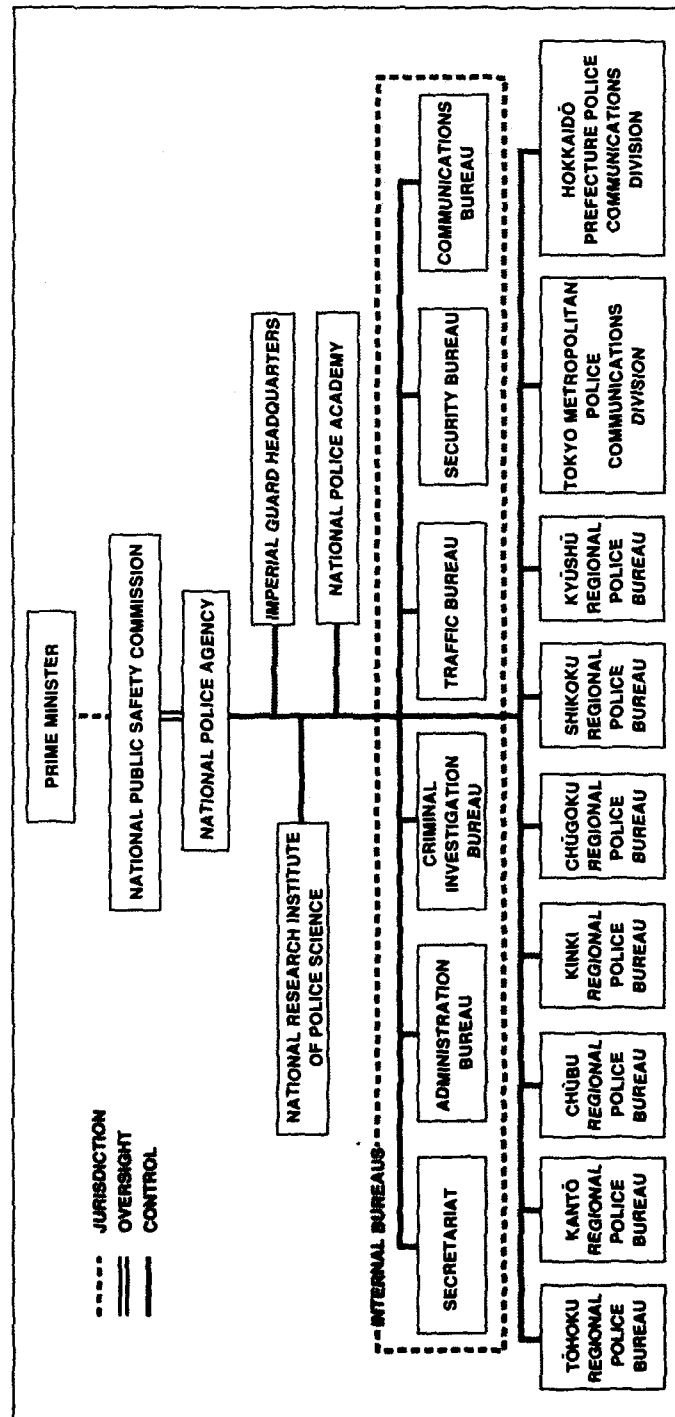 PRIME MINISTER
NATIONAL PUBLIC SAFETY COMMISSION
NATIONAL POLICE AGENCY
---- JURISDICTION
OVERSIGHT
CONTROL
IMPERIAL GUARD HEADQUARTERS
NATIONAL POLICE ACADEMY
NATIONAL RESEARCH INSTITUTE
OF POLICE SCIENCE
INTERNAL BUREAUS
SECRETARIAT
ADMINISTRATION
BUREAU
CRIMINAL
INVESTIGATION
BUREAU
TRAFFIC BUREAU
SECURITY BUREAU
COMMUNICATIONS
BUREAU
TŌHOKU
REGIONAL
POLICE
BUREAU
KANTŌ
REGIONAL
POLICE
BUREAU
CHŪBU
REGIONAL
POLICE
BUREAU
KINKI
REGIONAL
POLICE
BUREAU
CHŪGOKU
REGIONAL
POLICE
BUREAU
SHIKOKU
REGIONAL
POLICE
BUREAU
KYŪSHŪ
REGIONAL
POLICE
BUREAU
TOKYO METROPOLITAN
POLICE
COMMUNICATIONS
DIVISION
HOKKAIDŌ
PREFECTURE POLICE
COMMUNICATIONS
DIVISION